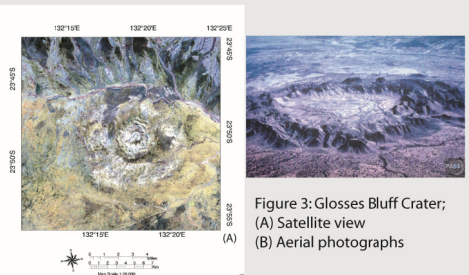 132°15'E 132°20'E 132°25'E
23°45'S
23°45'S
23°50'S
23°50'S
23°55'S
(A)
132°15'E 132°20'E
Figure 3: Glosses Bluff Crater;
(A) Satellite view
(B) Aerial photographs